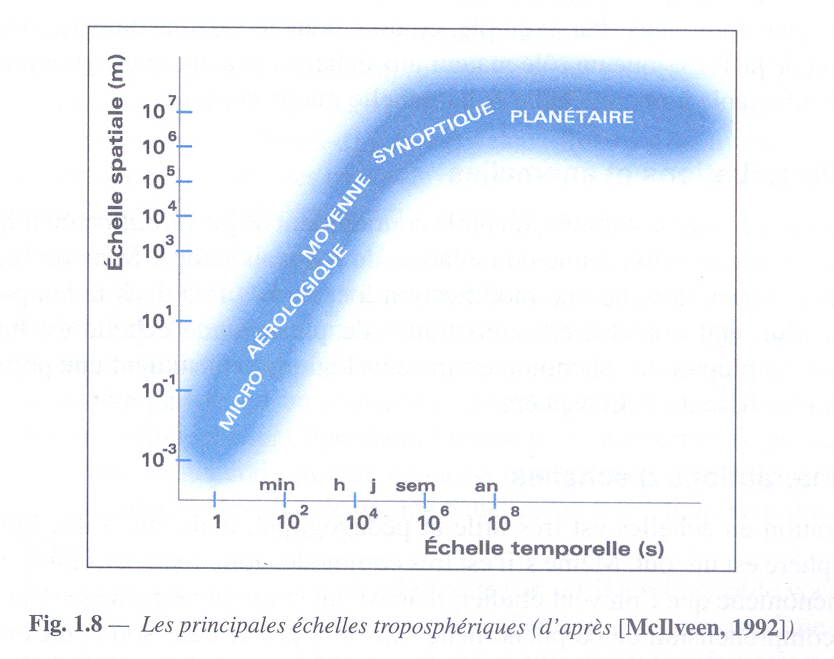 Échelle spatiale (m)
10⁷
10⁶
10⁵
10⁴
10³
10¹
10⁻¹
10⁻³
MICRO
AÉROLOGIQUE
MOYENNE
SYNOPTIQUE
PLANÉTAIRE
min h j sem an
1 10² 10⁴ 10⁶ 10⁸
Échelle temporelle (s)
Fig. 1.8 — Les principales échelles troposphériques (d'après [McIlveen, 1992])